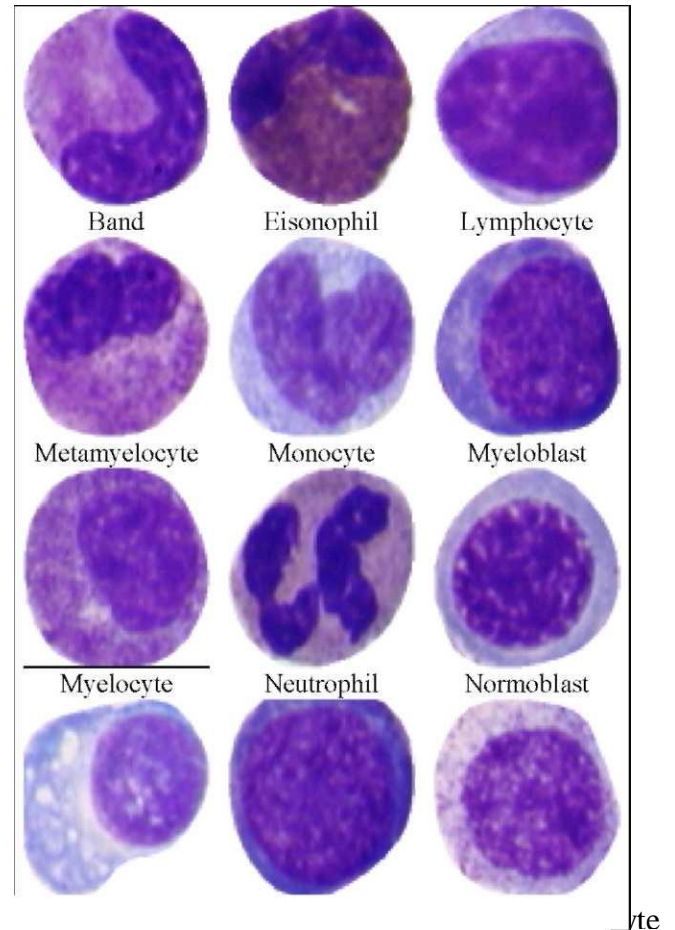 Band Eisonophil Lymphocyte
Metamyelocyte Monocyte Myeloblast
Myelocyte Neutrophil Normoblast